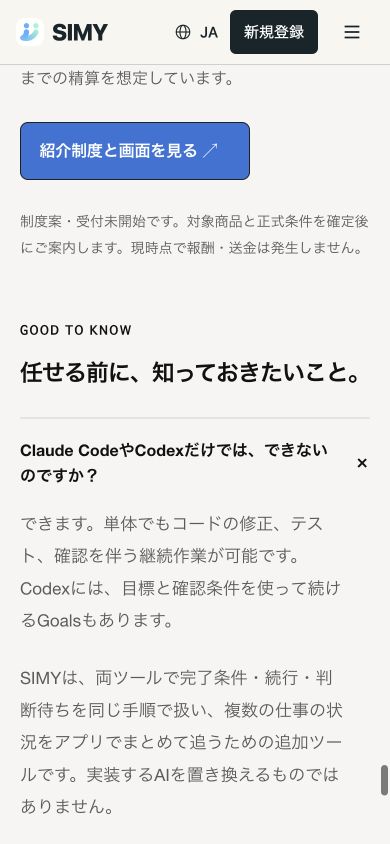 SIMY
JA
新規登録
までの精算を想定しています。
紹介制度と画面を見る ↗
制度案・受付未開始です。対象商品と正式条件を確定後
にご案内します。現時点で報酬・送金は発生しません。
GOOD TO KNOW
任せる前に、知っておきたいこと。
Claude CodeやCodexだけでは、できない
のですか？
できます。単体でもコードの修正、テス
ト、確認を伴う継続作業が可能です。
Codexには、目標と確認条件を使って続け
るGoalsもあります。
SIMYは、両ツールで完了条件・続行・判
断待ちを同じ手順で扱い、複数の仕事の状
況をアプリでまとめて追うための追加ツー
ルです。実装するAIを置き換えるものでは
ありません。